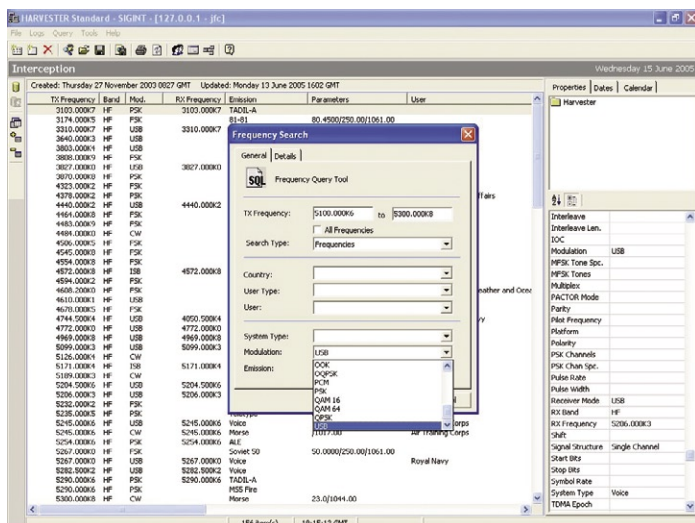 HARVESTER Standard - SIGINT - [127.0.0.1 - jfc]
File Logs Query Tools Help
Interception Wednesday 15 June 2005
Created: Thursday 27 November 2003 0827 GMT Updated: Monday 13 June 2005 1602 GMT
TX Frequency Band Mod. RX Frequency Emission Parameters User
3103.000K7 HF PSK 3103.000K7 TADIL-A
3174.000K5 HF FSK 81-81 80.4500/250.00/1061.00
3310.000K7 HF USB 3310.000K7
3640.000K3 HF USB
3803.000K4 HF USB
3808.000K9 HF FSK
3827.000K0 HF USB 3827.000K0
3870.000K8 HF FSK
4323.000K2 HF FSK
4378.000K2 HF FSK ffairs
4440.000K2 HF USB 4440.000K2
4464.000K8 HF FSK
4483.000K9 HF FSK
4484.000K0 HF CW
4506.000K5 HF FSK
4545.000K0 HF FSK
4554.000K8 HF FSK
4572.000K8 HF ISB 4572.000K8
4594.000K2 HF FSK
4608.200K0 HF FSK eather and Ocea
4610.000K1 HF USB
4678.000K5 HF FSK
4744.500K4 HF USB 4050.500K4 vy
4772.000K0 HF USB 4772.000K0
4969.000K8 HF USB 4969.000K8
5099.000K3 HF USB 5099.000K3
5126.000K4 HF CW
5171.000K4 HF ISB 5171.000K4
5189.000K3 HF CW
5204.500K6 HF USB 5204.500K6
5206.000K3 HF USB 5206.000K3
5232.000K2 HF FSK
5235.000K5 HF FSK
5245.000K6 HF USB 5245.000K6 Voice orps
5245.000K6 HF CW 5245.000K6 Morse /1017.00 Air Training Corps
5254.000K6 HF FSK 5254.000K6 ALE
5267.000K0 HF FSK Soviet 50 50.0000/250.00/1061.00
5267.000K0 HF USB 5267.000K0 Voice Royal Navy
5282.500K2 HF USB 5282.500K2 Voice
5290.000K6 HF PSK 5290.000K6 TADIL-A
5290.000K6 HF FSK MSS Fire
5300.000K8 HF CW Morse 23.0/1044.00
Frequency Search
General Details
SQL Frequency Query Tool
TX Frequency: 5100.000K6 to 5300.000K8
All Frequencies
Search Type: Frequencies
Country:
User Type:
User:
System Type:
Modulation: USB
Emission:
OOK
OQPSK
PCM
PSK
QAM 16
QAM 64
QPSK
USB
Properties Dates Calendar
Harvester
Interleave
Interleave Len.
IOC
Modulation USB
MFSK Tone Spc.
MFSK Tones
Multiplex
PACTOR Mode
Parity
Pilot Frequency
Platform
Polarity
PSK Channels
PSK Chan Spc.
Pulse Rate
Pulse Width
Receiver Mode USB
RX Band HF
RX Frequency 5206.000K3
Shift
Signal Structure Single Channel
Start Bits
Stop Bits
Symbol Rate
System Type Voice
TDMA Epoch